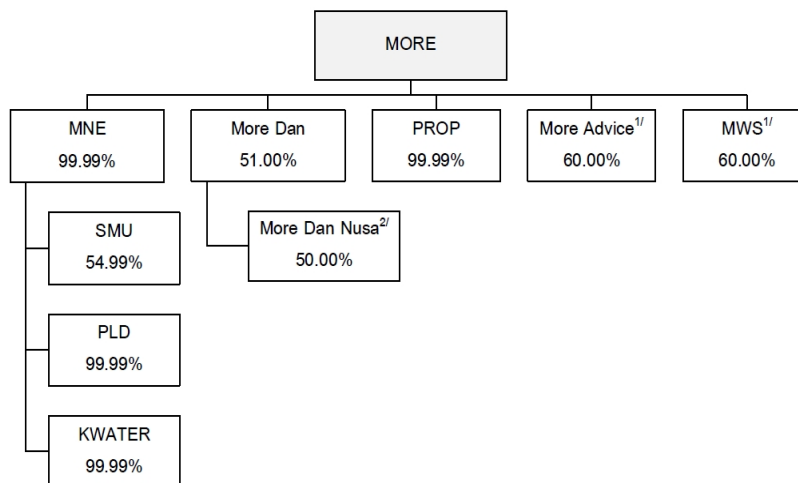 MORE
MNE
99.99%
More Dan
51.00%
PROP
99.99%
More Advice1/
60.00%
MWS1/
60.00%
SMU
54.99%
More Dan Nusa2/
50.00%
PLD
99.99%
KWATER
99.99%